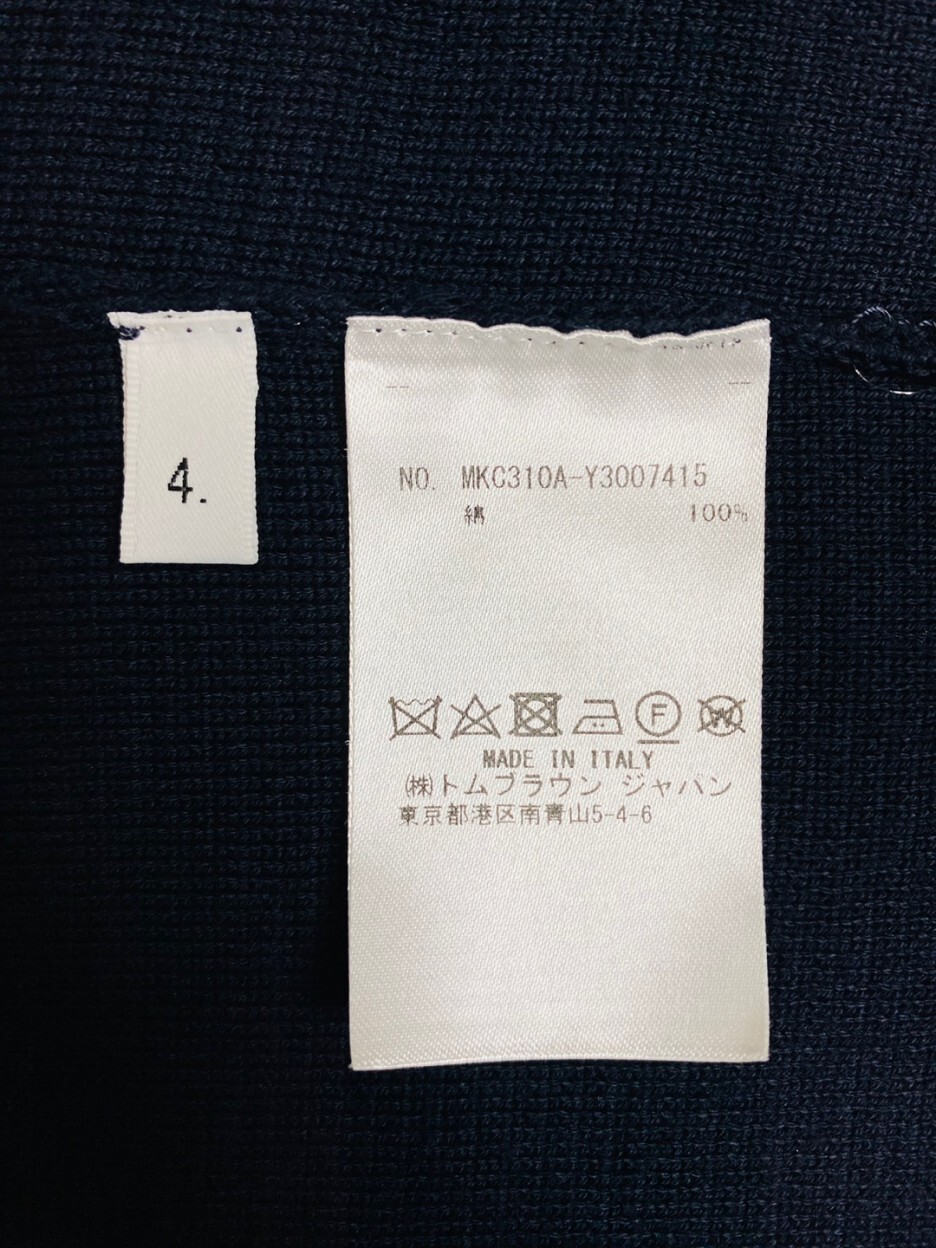 4.
NO. MKC310A-Y3007415
綿 100%
F W
MADE IN ITALY
(株)トムブラウン ジャパン
東京都港区南青山5-4-6